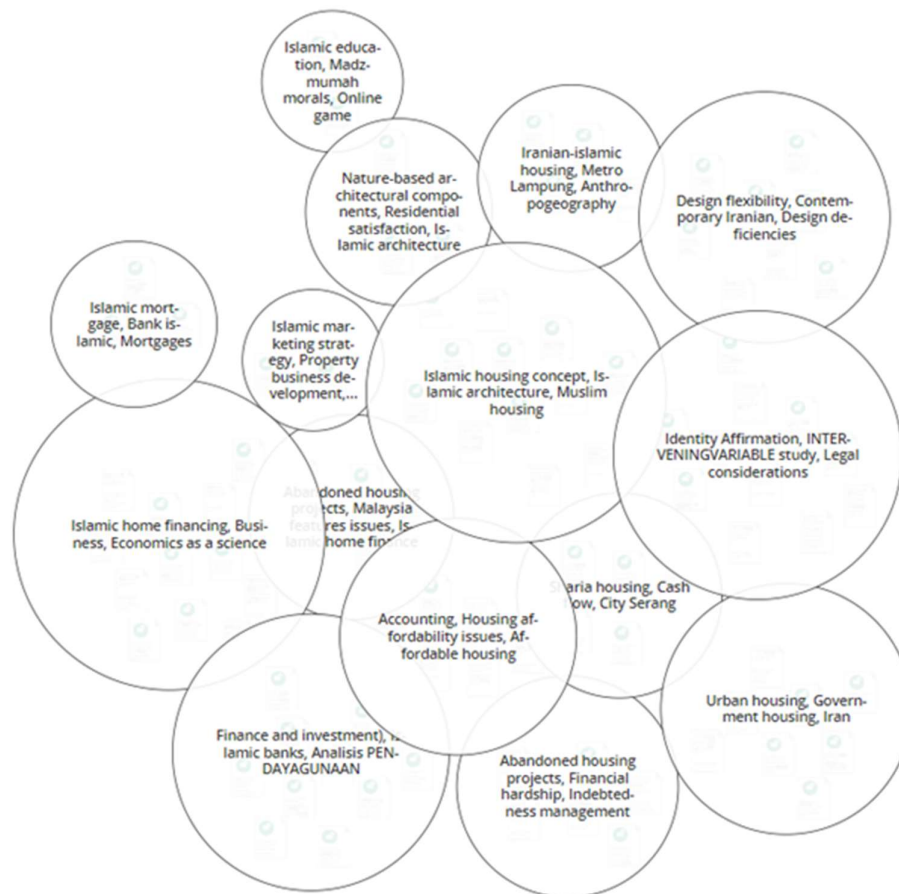 Islamic educa-
tion, Madz-
mumah
morals, Online
game
Nature-based ar-
chitectural compo-
nents, Residential
satisfaction, Is-
lamic architecture
Iranian-islamic
housing, Metro
Lampung, Anthro-
pogeography
Design flexibility, Contem-
porary Iranian, Design de-
ficiencies
Islamic mort-
gage, Bank is-
lamic, Mortgages
Islamic mar-
keting strat-
egy, Property
business de-
velopment,...
Islamic housing concept, Is-
lamic architecture, Muslim
housing
Identity Affirmation, INTER-
VENINGVARIABLE study, Legal
considerations
Islamic home financing, Busi-
ness, Economics as a science
Abandoned housing
projects, Malaysia
features issues, Is-
lamic home finance
Accounting, Housing af-
fordability issues, Af-
fordable housing
aria housing, Cash
ow, City Serang
Urban housing, Govern-
ment housing, Iran
Finance and investment),
lamic banks, Analisis PEN-
DAYAGUNAAN
Abandoned housing
projects, Financial
hardship, Indebted-
ness management